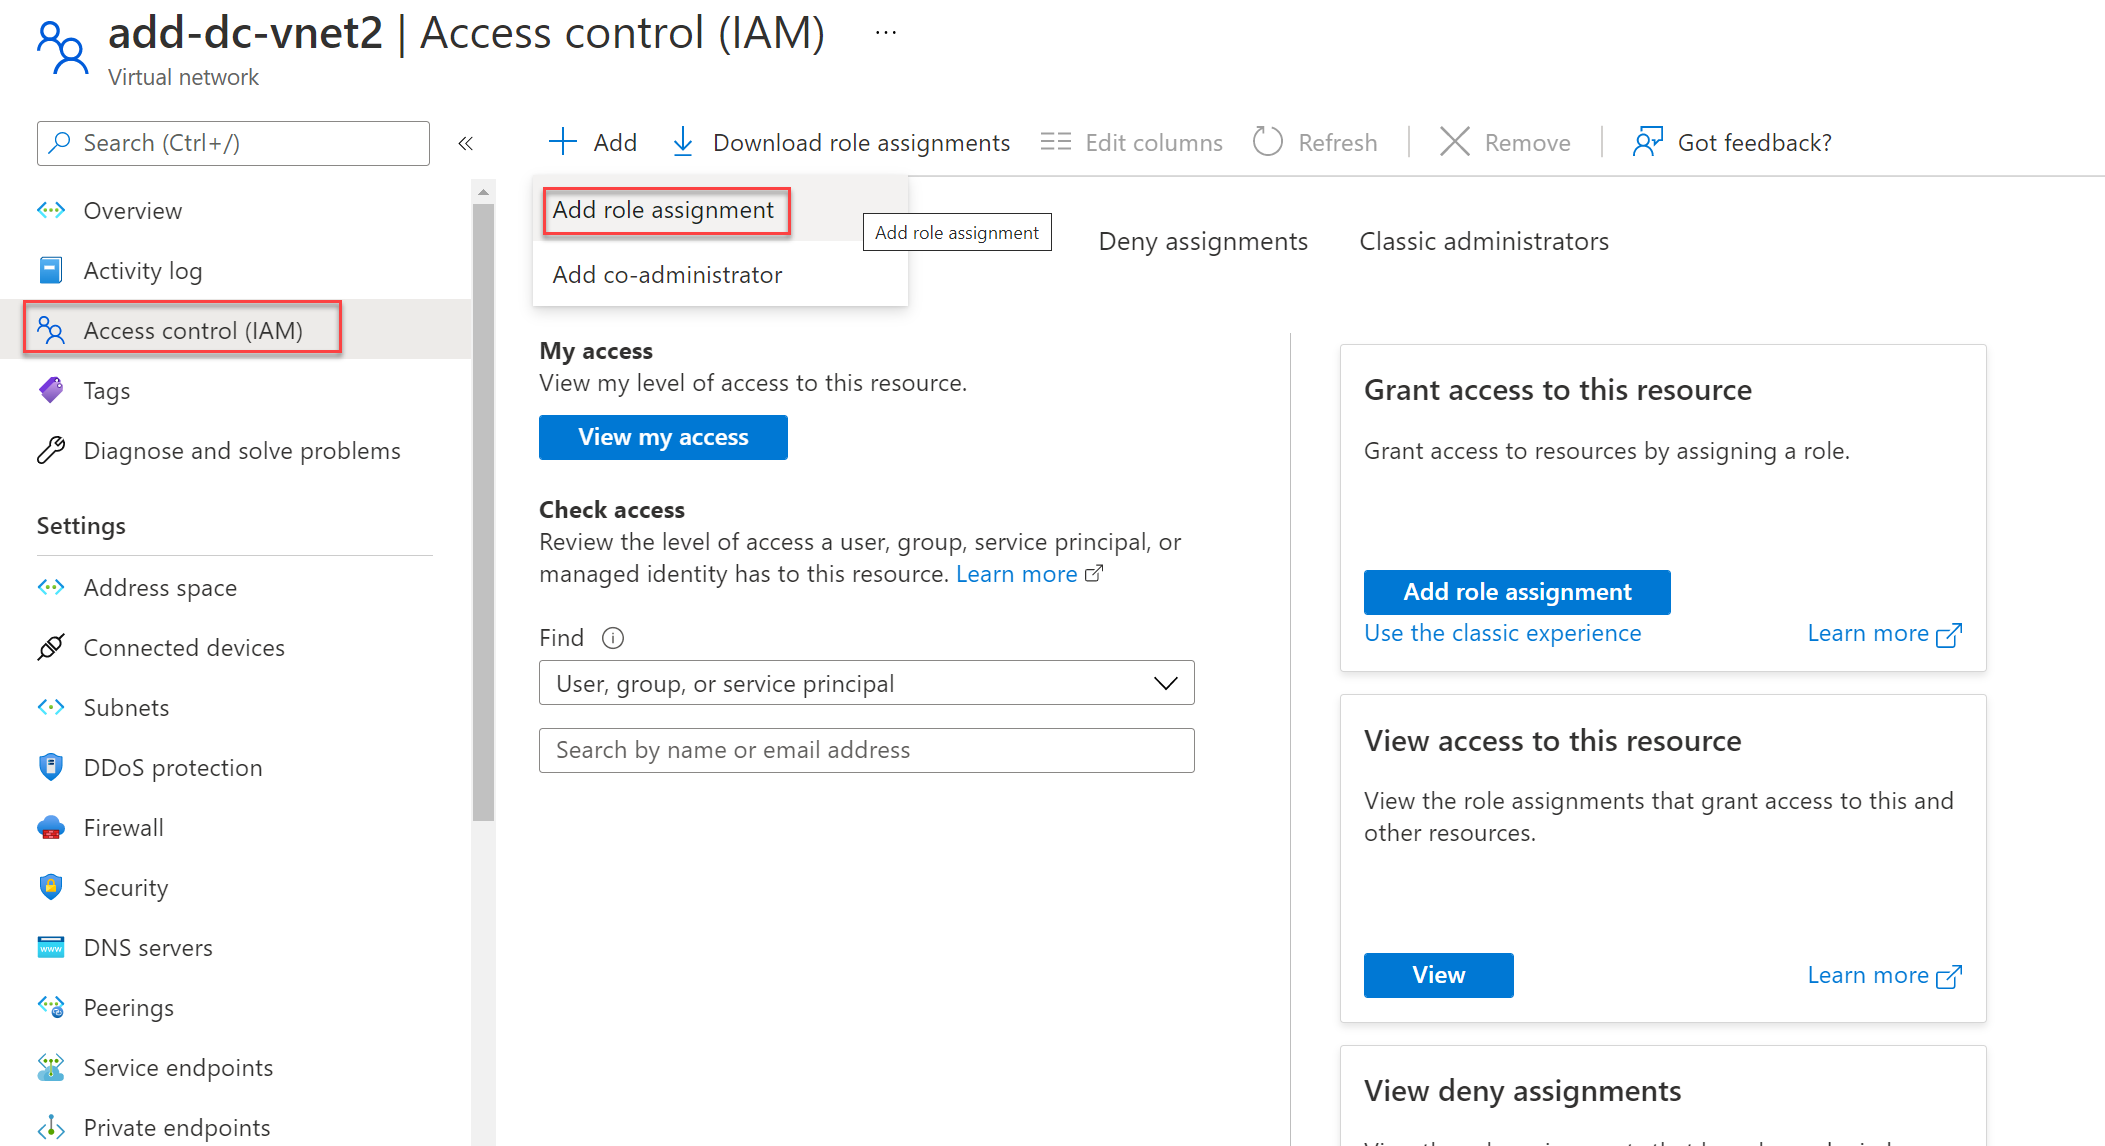 add-dc-vnet2 | Access control (IAM) ...
Virtual network
Search (Ctrl+/)
«
Add
Download role assignments
Edit columns
Refresh
Remove
Got feedback?
Overview
Activity log
Access control (IAM)
Tags
Diagnose and solve problems
Settings
Address space
Connected devices
Subnets
DDoS protection
Firewall
Security
DNS servers
Peerings
Service endpoints
Private endpoints
Add role assignment
Add co-administrator
Add role assignment
Deny assignments
Classic administrators
My access
View my level of access to this resource.
View my access
Check access
Review the level of access a user, group, service principal, or
managed identity has to this resource. Learn more
Find
User, group, or service principal
Search by name or email address
Grant access to this resource
Grant access to resources by assigning a role.
Add role assignment
Use the classic experience
Learn more
View access to this resource
View the role assignments that grant access to this and
other resources.
View
Learn more
View deny assignments